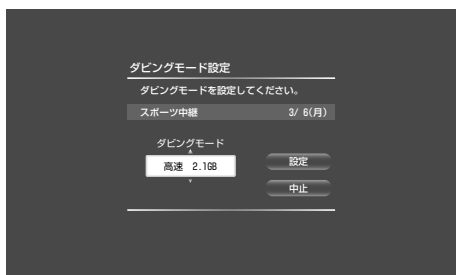 ダビングモード設定
ダビングモードを設定してください。
スポーツ中継 3/ 6(月)
ダビングモード
高速 2.1GB 設定
中止